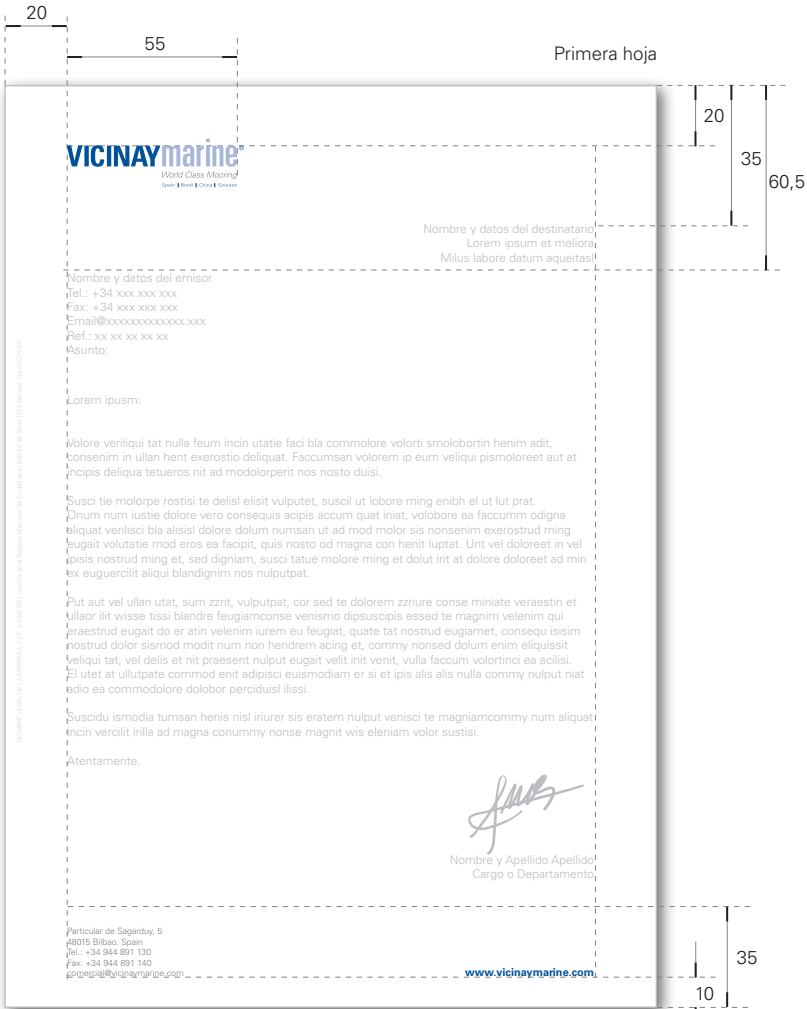 20
55
Primera hoja
20
35
60,5
VICINAYmarine®
World Class Mooring
Spain | Brazil | China | Sweden
Nombre y datos del destinatario
Lorem ipsum et meliora
Milus labore datum aqueitasl
Nombre y datos del emisor
Tel.: +34 xxx xxx xxx
Fax: +34 xxx xxx xxx
Email@xxxxxxxxxxxxx.xxx
Ref.: xx xx xx xx xx
Asunto:
Lorem ipusm:
Volore veriliqui tat nulla feum incin utatie faci bla commolore volorti smolobortin henim adit,
consenim in ullan hent exerostio deliquat. Faccumsan volorem ip eum veliqui pismoloreet aut at
incipis deliqua tetueros nit ad modolorperit nos nosto duisi.
Susci tie molorpe rostisi te delisl elisit vulputet, suscil ut lobore ming enibh el ut lut prat.
Onum num iustie dolore vero consequis acipis accum quat iniat, volobore ea faccumm odigna
aliquat verilisci bla alisisl dolore dolum numsan ut ad mod molor sis nonsenim exerostrud ming
eugait volutatie mod eros ea facipit, quis nosto od magna con henit luptat. Unt vel doloreet in vel
ipisis nostrud ming et, sed digniam, susci tatue molore ming et dolut irit at dolore doloreet ad min
ex euguercilit aliqui blandignim nos nulputpat.
Put aut vel ullan utat, sum zzrit, vulputpat, cor sed te dolorem zzriure conse miniate veraestin et
ullaor ilit wisse tissi blandre feugiamconse venismo dipsuscipis essed te magnim velenim qui
eraestrud eugait do er atin velenim iurem eu feugiat, quate tat nostrud eugiamet, consequ isisim
nostrud dolor sismod modit num non hendrem acing et, commy nonsed dolum enim eliquissit
veliqui tat, vel delis et nit praesent nulput eugait velit init venit, vulla faccum volortinci ea acilisi.
El utet at ullutpate commod enit adipisci euismodiam er si et ipis alis alis nulla commy nulput niat
adio ea commodolore dolobor perciduisl ilissi.
Suscidu ismodia tumsan henis nisl iriurer sis eratem nulput venisci te magniamcommy num aliquat
incin vercilit irilla ad magna conummy nonse magnit wis eleniam volor sustisi.
Atentamente.
Nombre y Apellido Apellido
Cargo o Departamento
Particular de Sagarduy, 5
48015 Bilbao. Spain
Tel.: +34 944 891 130
Fax: +34 944 891 140
comercial@vicinaymarine.com
www.vicinaymarine.com
35
10